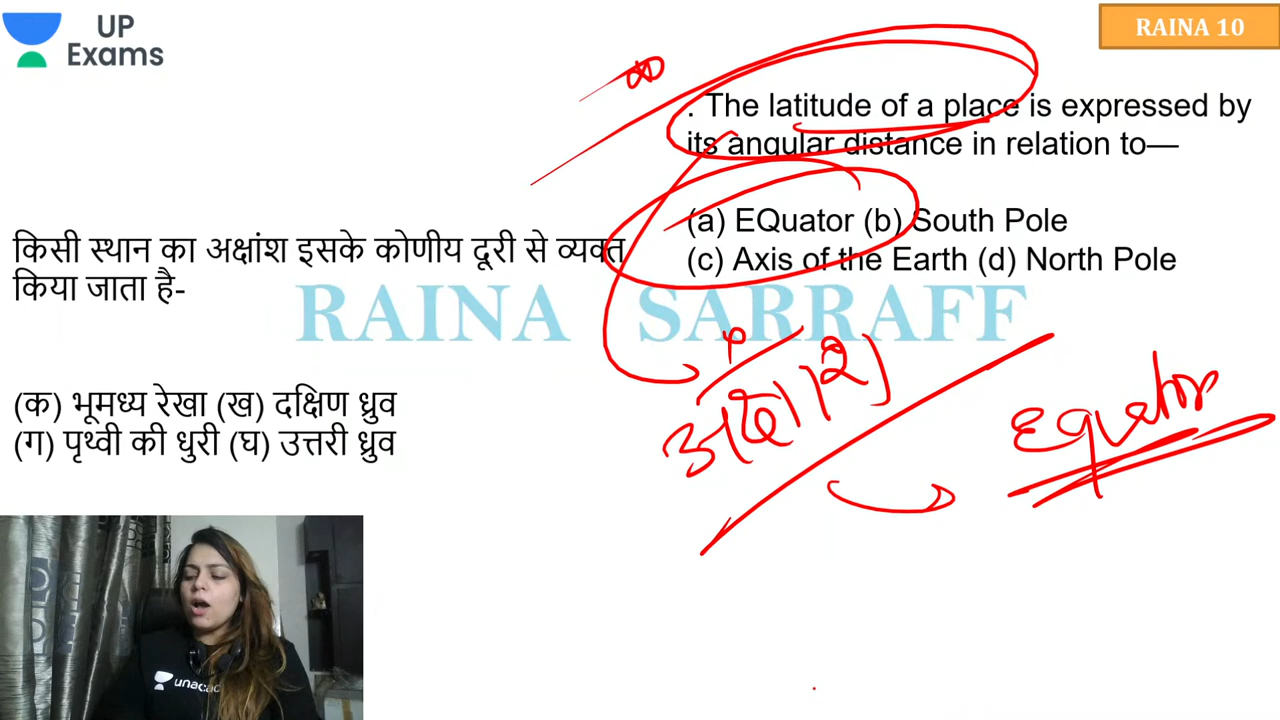 UP
Exams
RAINA 10
. The latitude of a place is expressed by
its angular distance in relation to—
(a) EQuator (b) South Pole
(c) Axis of the Earth (d) North Pole
किसी स्थान का अक्षांश इसके कोणीय दूरी से व्यक्त
किया जाता है-
RAINA SARRAFF
Equator
(क) भूमध्य रेखा (ख) दक्षिण ध्रुव
(ग) पृथ्वी की धुरी (घ) उत्तरी ध्रुव